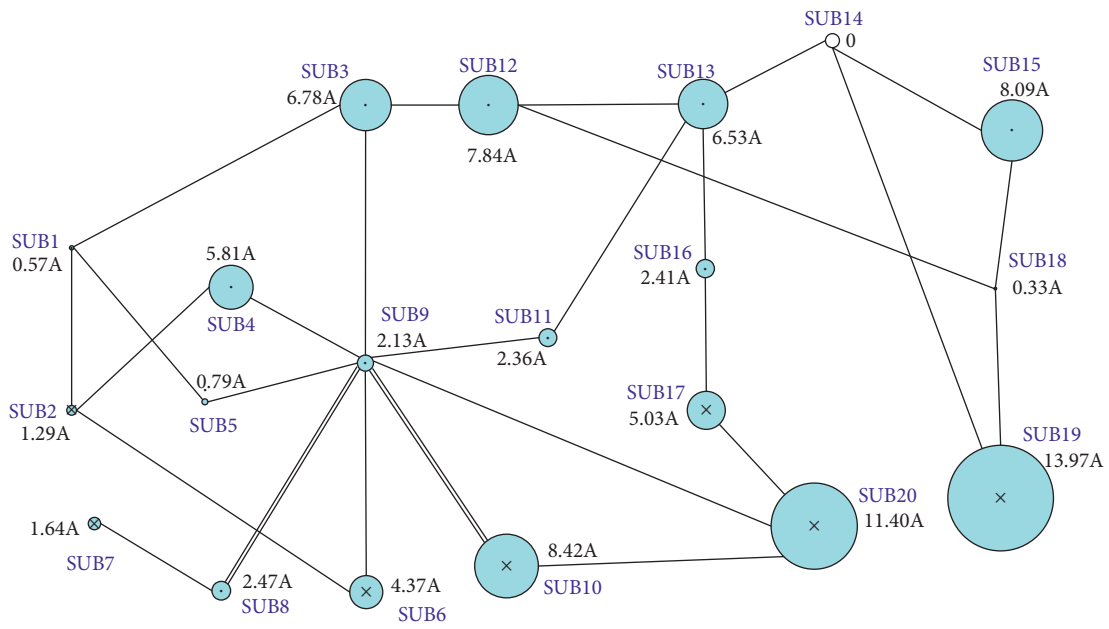 SUB14
0
SUB3
6.78A
SUB12
7.84A
SUB13
6.53A
SUB15
8.09A
SUB1
0.57A
5.81A
SUB4
SUB16
2.41A
SUB18
0.33A
SUB9
2.13A
SUB11
2.36A
0.79A
SUB5
SUB2
1.29A
SUB17
5.03A
SUB19
13.97A
SUB20
11.40A
1.64A
SUB7
2.47A
SUB8
4.37A
SUB6
8.42A
SUB10